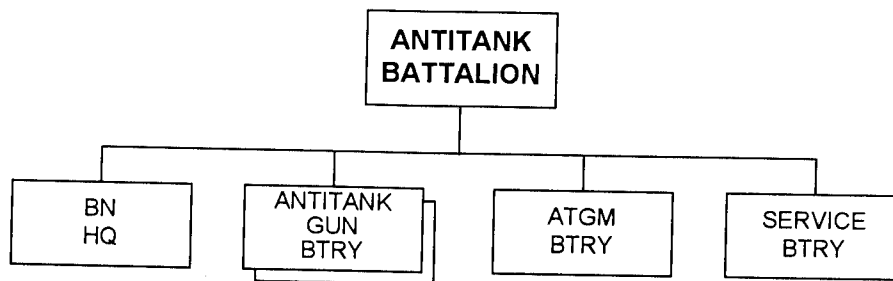 ANTITANK
BATTALION
BN
HQ
ANTITANK
GUN
BTRY
ATGM
BTRY
SERVICE
BTRY